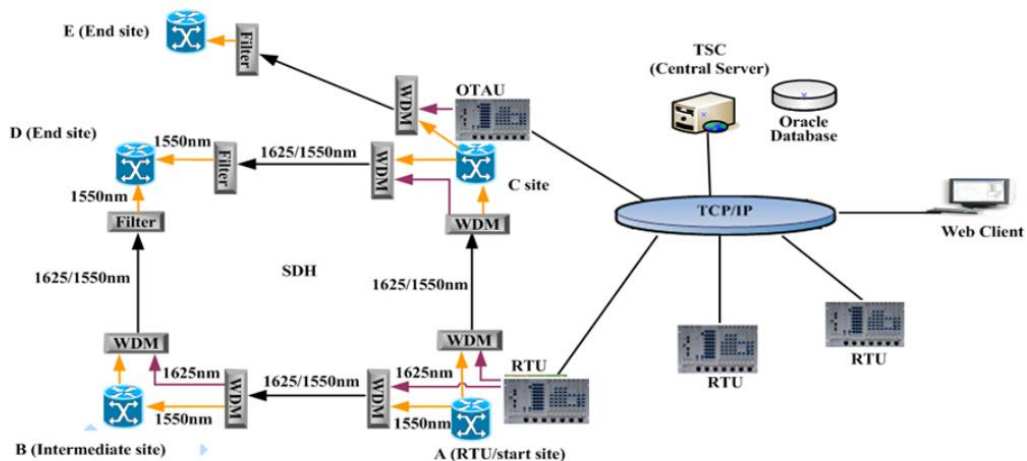 E (End site)
Filter
WDM
OTAU
TSC
(Central Server)
Oracle
Database
D (End site)
1550nm
Filter
1625/1550nm
WDM
C site
1550nm
Filter
WDM
TCP/IP
Web Client
1625/1550nm
SDH
1625/1550nm
WDM
WDM
RTU
RTU
RTU
1625nm
WDM
1625/1550nm
WDM
1625nm
1550nm
1550nm
B (Intermediate site)
A (RTU/start site)